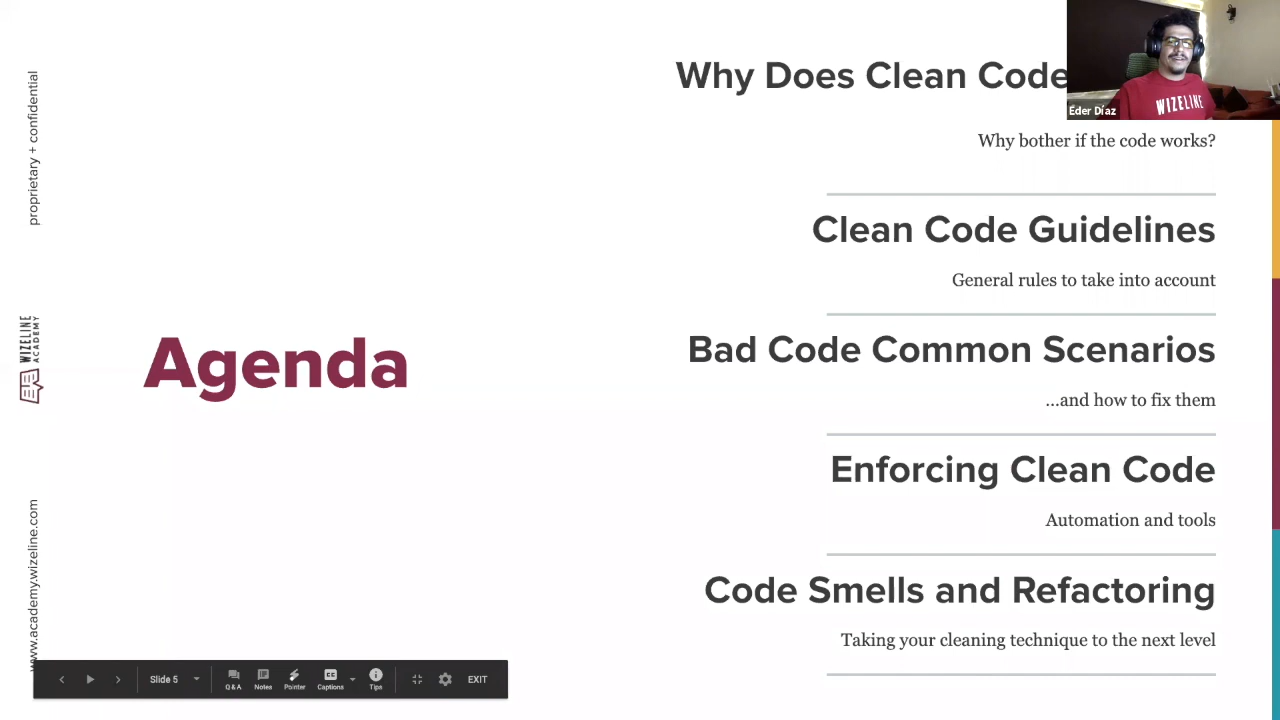 proprietary + confidential
WIZELINE
ACADEMY
www.academy.wizeline.com
Agenda
Why Does Clean Code
Why bother if the code works?
Clean Code Guidelines
General rules to take into account
Bad Code Common Scenarios
...and how to fix them
Enforcing Clean Code
Automation and tools
Code Smells and Refactoring
Taking your cleaning technique to the next level
WIZELINE
Eder Díaz
Slide 5
Q&A
Notes
Pointer
Captions
Tips
EXIT